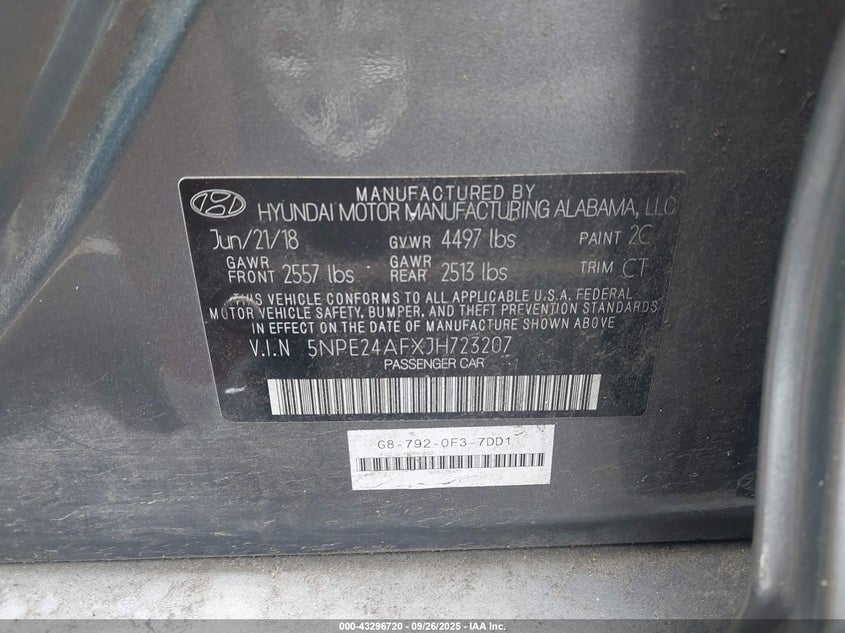 MANUFACTURED BY
HYUNDAI MOTOR MANUFACTURING ALABAMA, LLC
Jun/21/18 GVWR 4497 lbs PAINT 2C
GAWR FRONT 2557 lbs GAWR REAR 2513 lbs TRIM CT
THIS VEHICLE CONFORMS TO ALL APPLICABLE U.S.A. FEDERAL
MOTOR VEHICLE SAFETY, BUMPER, AND THEFT PREVENTION STANDARDS
IN EFFECT ON THE DATE OF MANUFACTURE SHOWN ABOVE
V.I.N 5NPE24AFXJH723207
PASSENGER CAR
G8-792-0F3-7DD1
000-43296720 - 09/26/2025 - IAA Inc.